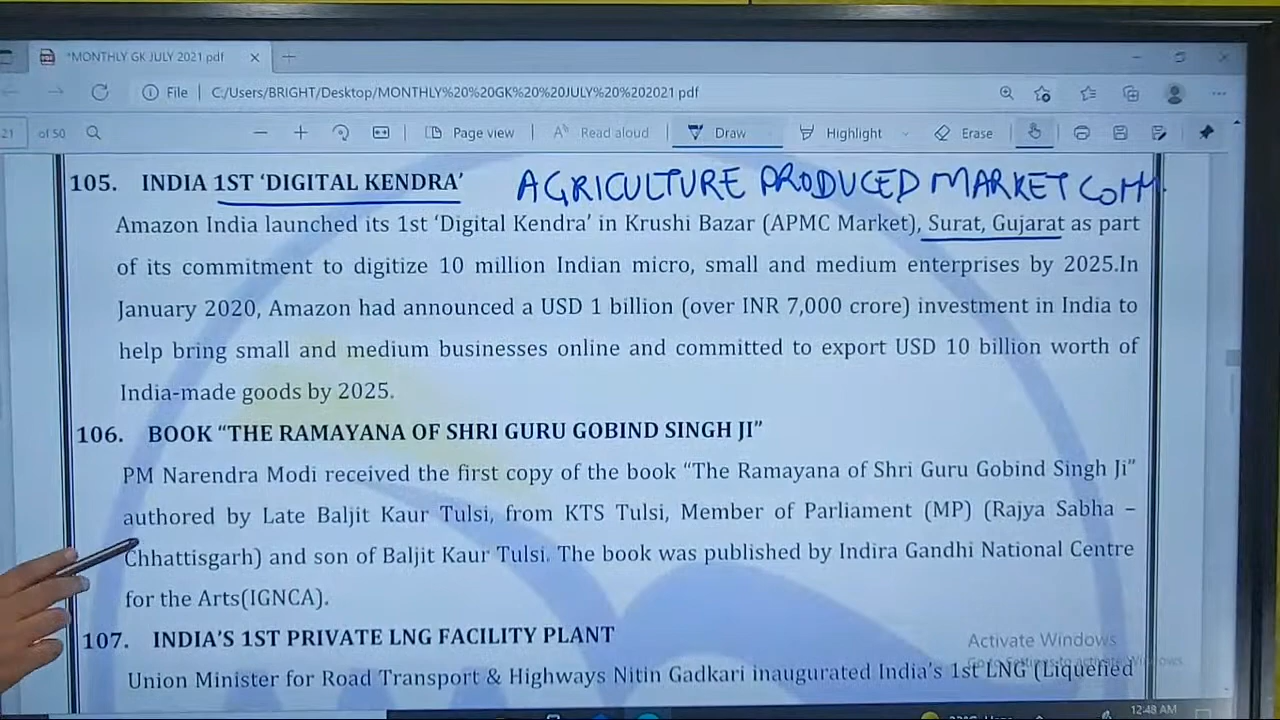 *MONTHLY GK JULY 2021 pdf
File | C:/Users/BRIGHT/Desktop/MONTHLY%20%20GK%20%20JULY%20%202021 pdf
21 of 50 Page view Read aloud Draw Highlight Erase
105. INDIA 1ST ‘DIGITAL KENDRA’ AGRICULTURE PRODUCED MARKET COMM.
Amazon India launched its 1st ‘Digital Kendra’ in Krushi Bazar (APMC Market), Surat, Gujarat as part
of its commitment to digitize 10 million Indian micro, small and medium enterprises by 2025.In
January 2020, Amazon had announced a USD 1 billion (over INR 7,000 crore) investment in India to
help bring small and medium businesses online and committed to export USD 10 billion worth of
India-made goods by 2025.
106. BOOK “THE RAMAYANA OF SHRI GURU GOBIND SINGH JI”
PM Narendra Modi received the first copy of the book “The Ramayana of Shri Guru Gobind Singh Ji”
authored by Late Baljit Kaur Tulsi, from KTS Tulsi, Member of Parliament (MP) (Rajya Sabha –
Chhattisgarh) and son of Baljit Kaur Tulsi. The book was published by Indira Gandhi National Centre
for the Arts(IGNCA).
107. INDIA’S 1ST PRIVATE LNG FACILITY PLANT
Activate Windows
Union Minister for Road Transport & Highways Nitin Gadkari inaugurated India’s 1st LNG (Liquefied
12:48 AM